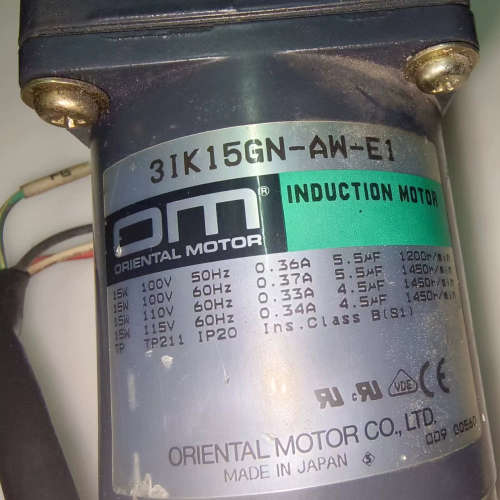 3IK15GN-AW-E1
om®
ORIENTAL MOTOR
INDUCTION MOTOR
15W 100V 50Hz 0.36A 5.5μF 1200r/min
15W 100V 60Hz 0.37A 5.5μF 1450r/min
15W 110V 60Hz 0.33A 4.5μF 1450r/min
15W 115V 60Hz 0.34A 4.5μF 1450r/min
TP TP211 IP20 Ins.Class B(S1)
c
VDE CE
ORIENTAL MOTOR CO.,LTD.
009 00560
MADE IN JAPAN S